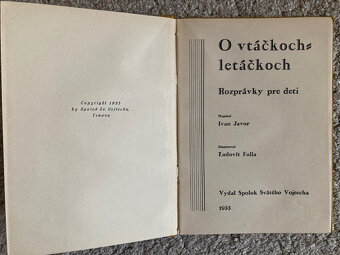 Copyright 1933
by Spolok Sv. Vojtecha,
Trnava.
O vtáčkoch=
letáčkoch
Rozprávky pre deti
Napísal
Ivan Javor
Ilustroval
Ľudovít Fulla
Vydal Spolok Svätého Vojtecha
1933